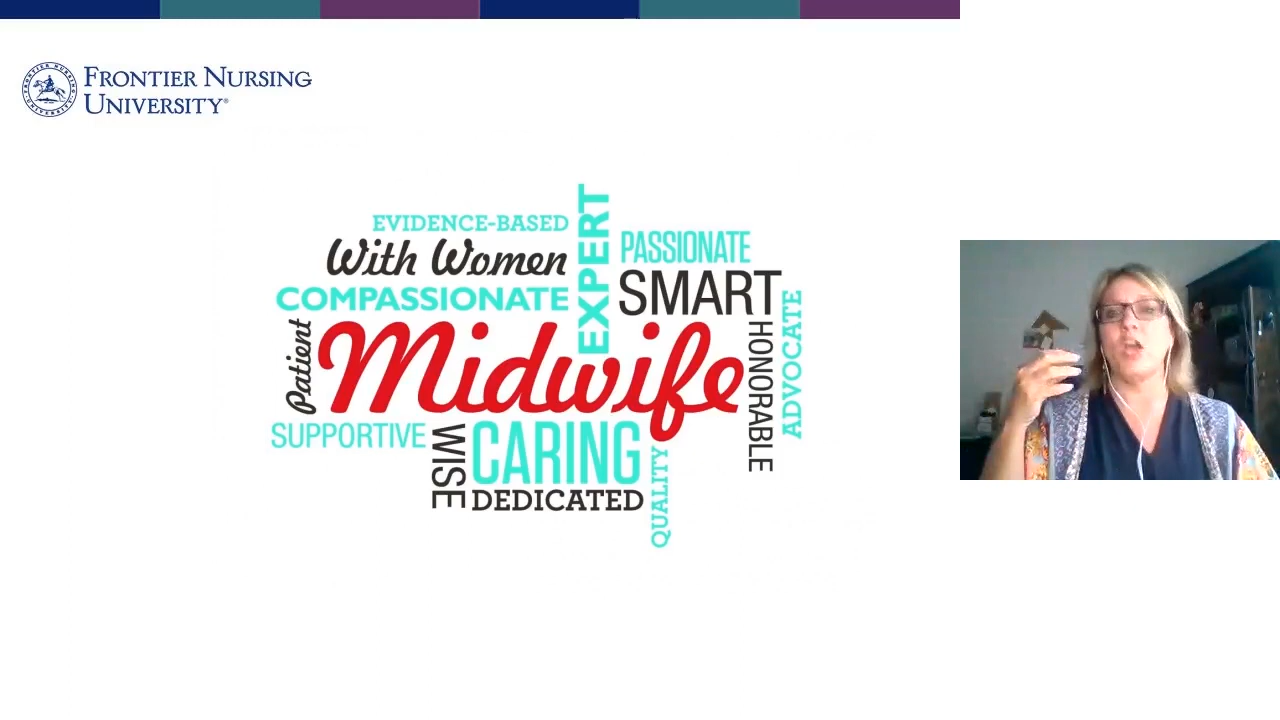 FRONTIER NURSING
UNIVERSITY®
EVIDENCE-BASED
With Women
COMPASSIONATE
EXPERT
PASSIONATE
SMART
Patient
Midwife
HONORABLE
ADVOCATE
SUPPORTIVE
WISE
CARING
DEDICATED
QUALITY